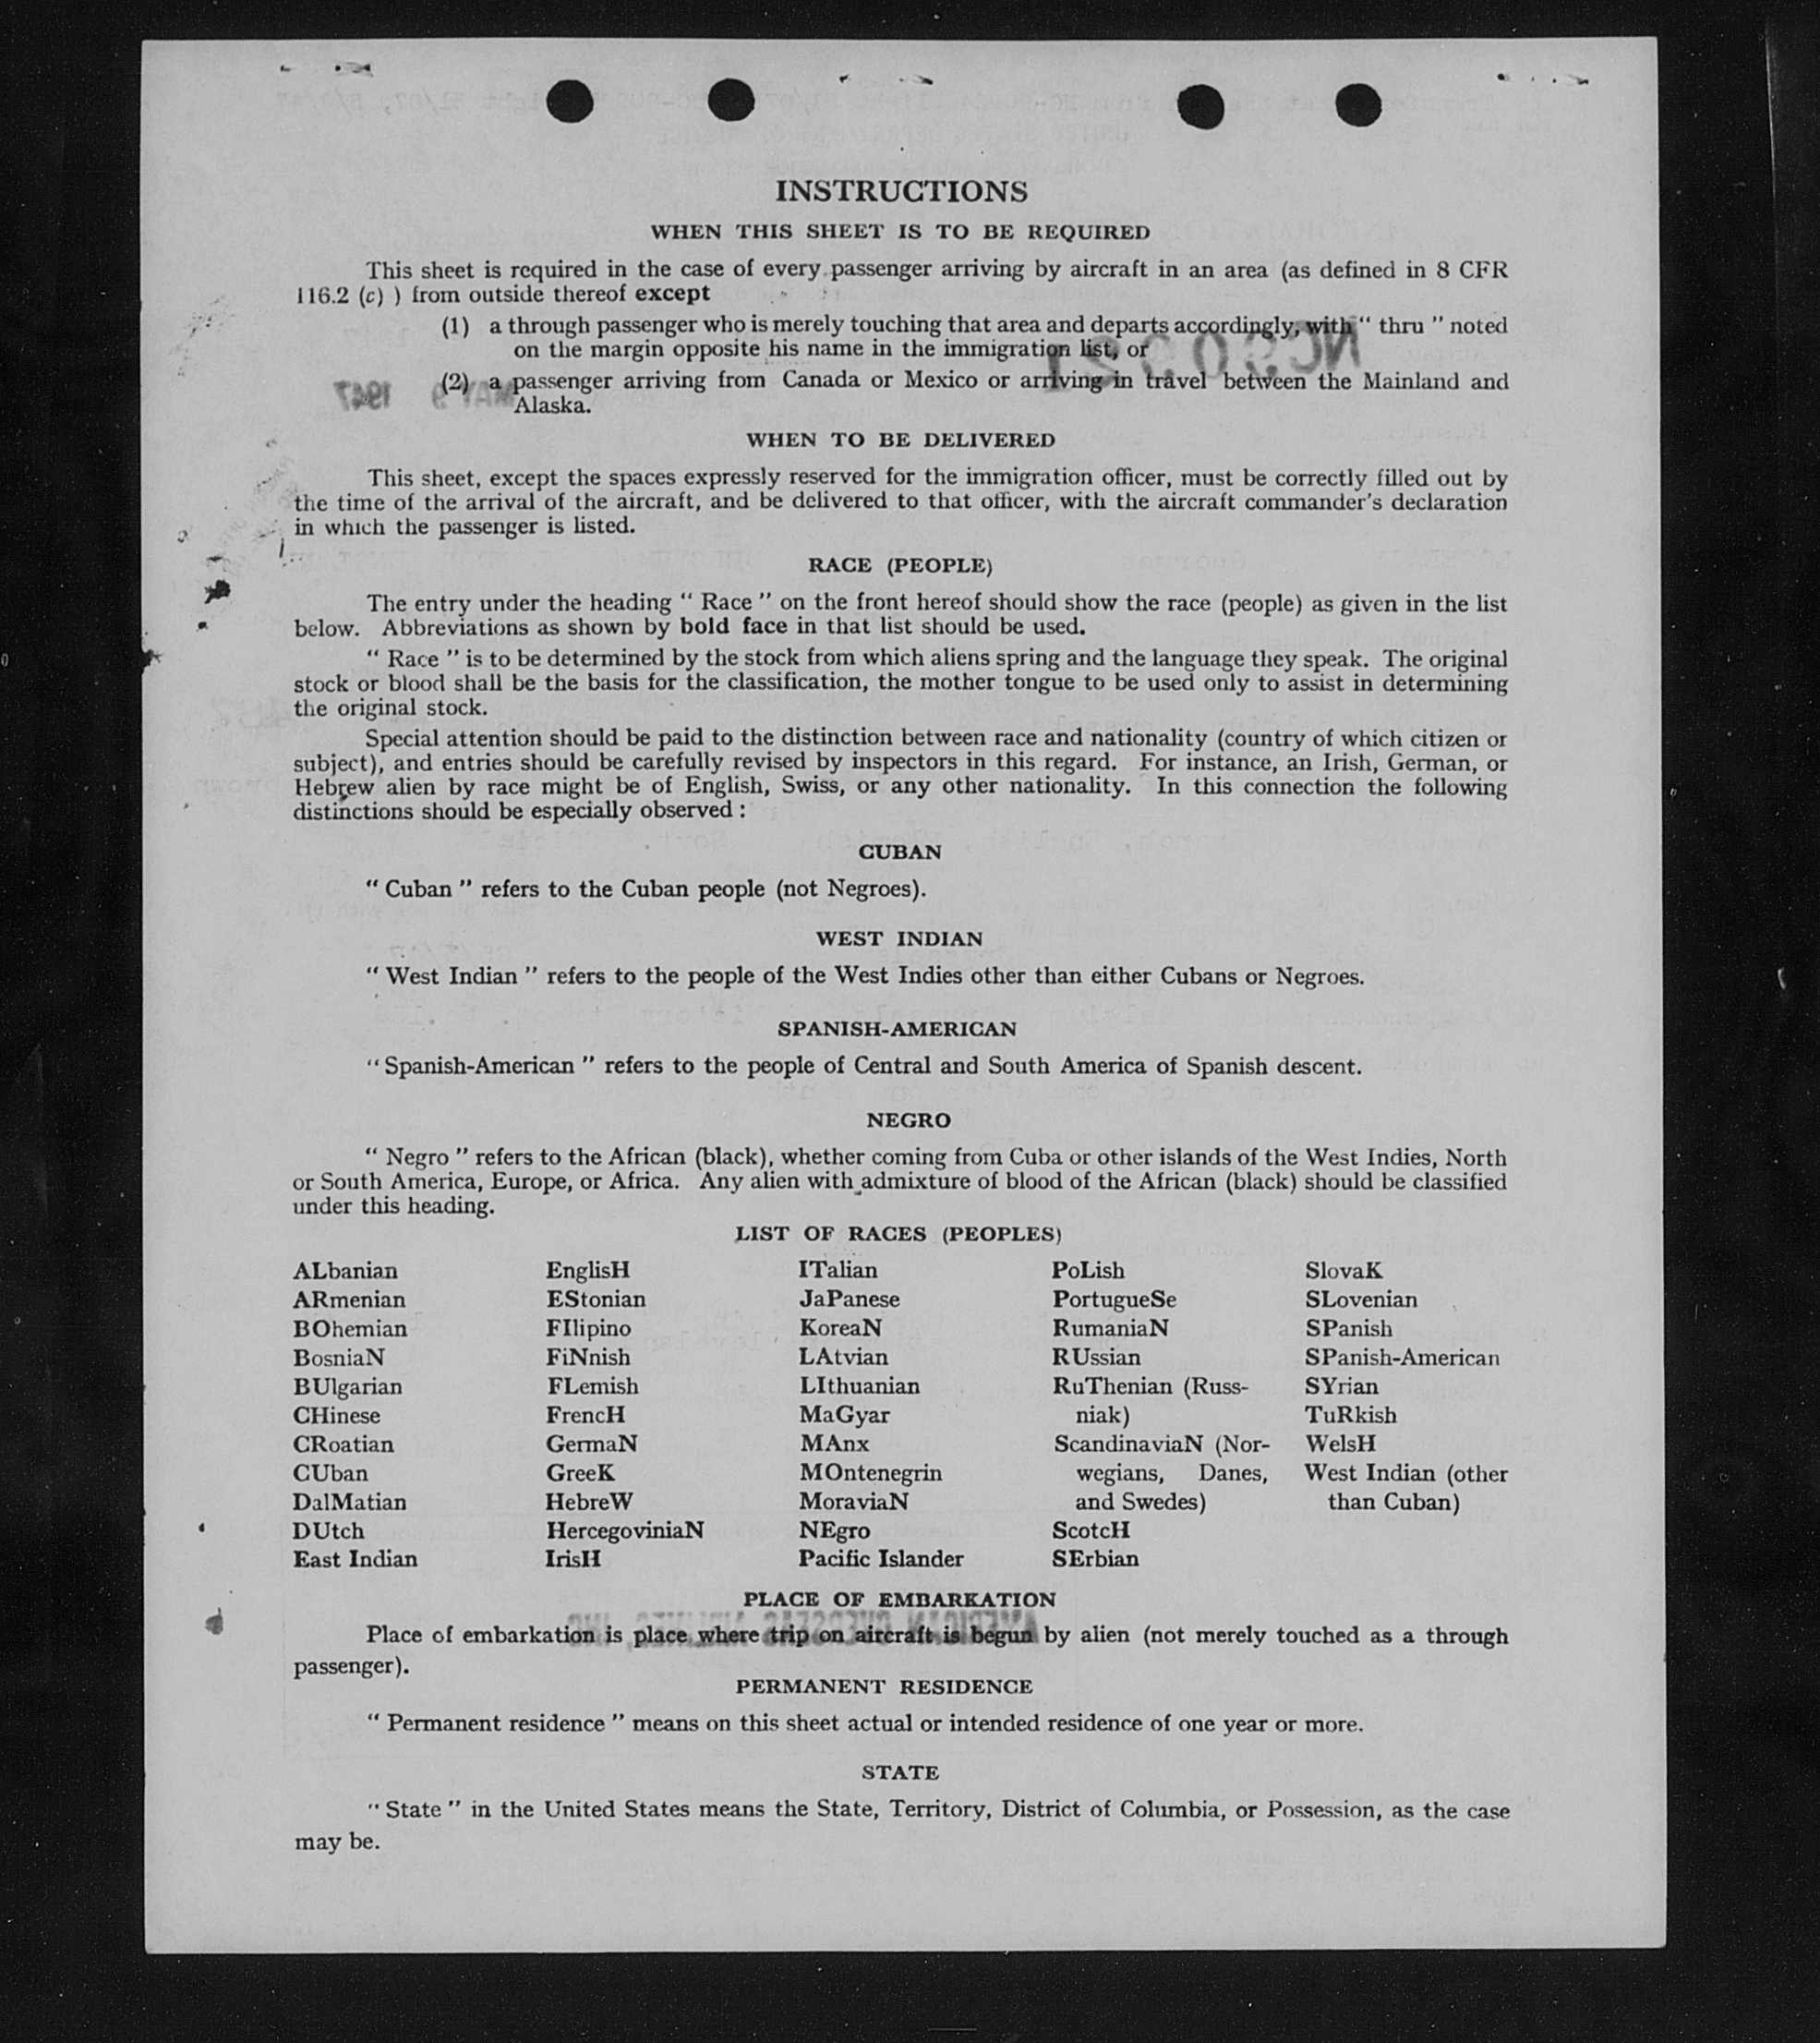 INSTRUCTIONS
WHEN THIS SHEET IS TO BE REQUIRED
This sheet is required in the case of every passenger arriving by aircraft in an area (as defined in 8 CFR
116.2 (c) ) from outside thereof except
(1) a through passenger who is merely touching that area and departs accordingly, with “ thru ” noted
on the margin opposite his name in the immigration list, or
NC90921
(2) a passenger arriving from Canada or Mexico or arriving in travel between the Mainland and
Alaska.
MAY 9 1947
WHEN TO BE DELIVERED
This sheet, except the spaces expressly reserved for the immigration officer, must be correctly filled out by
the time of the arrival of the aircraft, and be delivered to that officer, with the aircraft commander’s declaration
in which the passenger is listed.
RACE (PEOPLE)
The entry under the heading “ Race ” on the front hereof should show the race (people) as given in the list
below. Abbreviations as shown by bold face in that list should be used.
“ Race ” is to be determined by the stock from which aliens spring and the language they speak. The original
stock or blood shall be the basis for the classification, the mother tongue to be used only to assist in determining
the original stock.
Special attention should be paid to the distinction between race and nationality (country of which citizen or
subject), and entries should be carefully revised by inspectors in this regard. For instance, an Irish, German, or
Hebrew alien by race might be of English, Swiss, or any other nationality. In this connection the following
distinctions should be especially observed :
CUBAN
“ Cuban ” refers to the Cuban people (not Negroes).
WEST INDIAN
“ West Indian ” refers to the people of the West Indies other than either Cubans or Negroes.
SPANISH-AMERICAN
“ Spanish-American ” refers to the people of Central and South America of Spanish descent.
NEGRO
“ Negro ” refers to the African (black), whether coming from Cuba or other islands of the West Indies, North
or South America, Europe, or Africa. Any alien with admixture of blood of the African (black) should be classified
under this heading.
LIST OF RACES (PEOPLES)
ALbanian
ARmenian
BOhemian
BosniaN
BUlgarian
CHinese
CRoatian
CUban
DalMatian
DUtch
East Indian
EnglisH
EStonian
FIlipino
FiNnish
FLemish
FrencH
GermaN
GreeK
HebreW
HercegoviniaN
IrisH
ITalian
JaPanese
KoreaN
LAtvian
LIthuanian
MaGyar
MAnx
MOntenegrin
MoraviaN
NEgro
Pacific Islander
PoLish
PortugueSe
RumaniaN
RUssian
RuThenian (Russ-
niak)
ScandinaviaN (Nor-
wegians, Danes,
and Swedes)
ScotcH
SErbian
SlovaK
SLovenian
SPanish
SPanish-American
SYrian
TuRkish
WelsH
West Indian (other
than Cuban)
PLACE OF EMBARKATION
Place of embarkation is place where trip on aircraft is begun by alien (not merely touched as a through
passenger).
PERMANENT RESIDENCE
“ Permanent residence ” means on this sheet actual or intended residence of one year or more.
STATE
“ State ” in the United States means the State, Territory, District of Columbia, or Possession, as the case
may be.